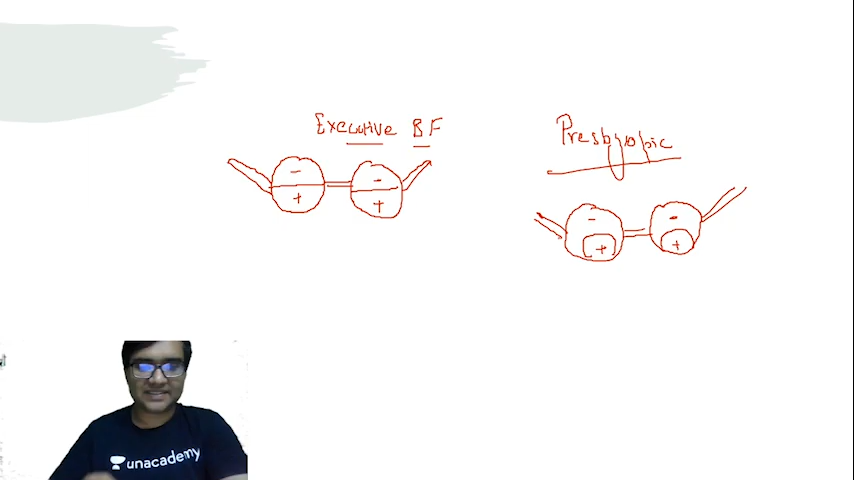 Executive BF
Presbyopic
- -
+ +
- -
+ +
unacademy